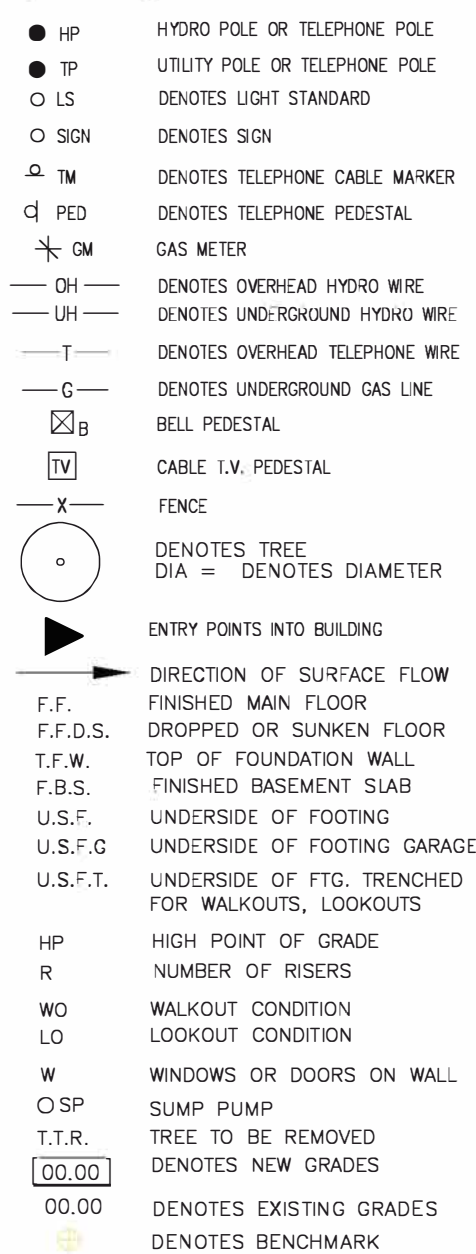 HP HYDRO POLE OR TELEPHONE POLE
TP UTILITY POLE OR TELEPHONE POLE
LS DENOTES LIGHT STANDARD
SIGN DENOTES SIGN
TM DENOTES TELEPHONE CABLE MARKER
PED DENOTES TELEPHONE PEDESTAL
GM GAS METER
OH DENOTES OVERHEAD HYDRO WIRE
UH DENOTES UNDERGROUND HYDRO WIRE
T DENOTES OVERHEAD TELEPHONE WIRE
G DENOTES UNDERGROUND GAS LINE
B BELL PEDESTAL
TV CABLE T.V. PEDESTAL
X FENCE
DENOTES TREE
DIA = DENOTES DIAMETER
ENTRY POINTS INTO BUILDING
DIRECTION OF SURFACE FLOW
F.F. FINISHED MAIN FLOOR
F.F.D.S. DROPPED OR SUNKEN FLOOR
T.F.W. TOP OF FOUNDATION WALL
F.B.S. FINISHED BASEMENT SLAB
U.S.F. UNDERSIDE OF FOOTING
U.S.F.G UNDERSIDE OF FOOTING GARAGE
U.S.F.T. UNDERSIDE OF FTG. TRENCHED
FOR WALKOUTS, LOOKOUTS
HP HIGH POINT OF GRADE
R NUMBER OF RISERS
WO WALKOUT CONDITION
LO LOOKOUT CONDITION
W WINDOWS OR DOORS ON WALL
SP SUMP PUMP
T.T.R. TREE TO BE REMOVED
00.00 DENOTES NEW GRADES
00.00 DENOTES EXISTING GRADES
DENOTES BENCHMARK